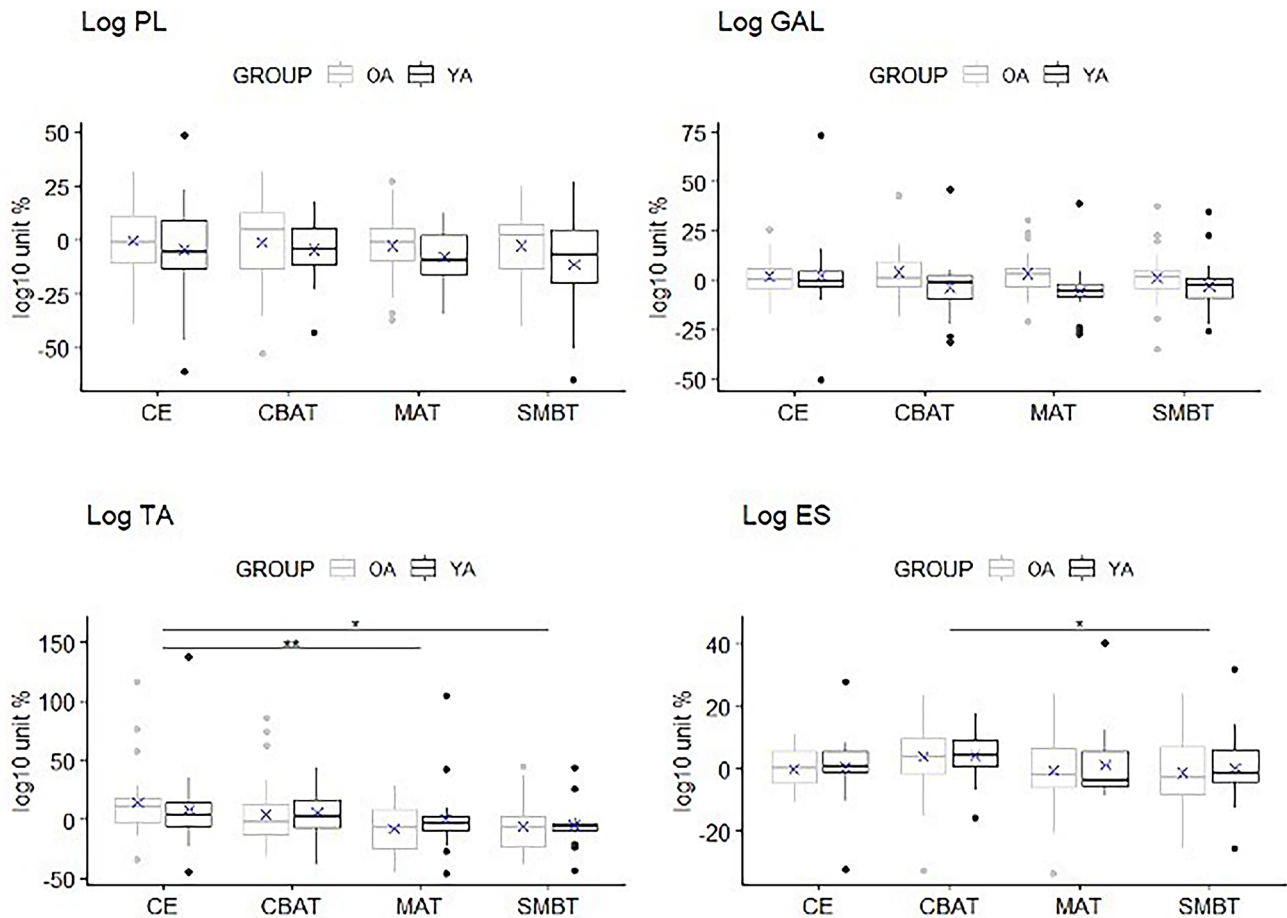 Log PL
GROUP OA YA
log10 unit %
50
25
0
-25
-50
CE CBAT MAT SMBT
Log GAL
GROUP OA YA
log10 unit %
75
50
25
0
-25
-50
CE CBAT MAT SMBT
Log TA
GROUP OA YA
log10 unit %
150
100
50
0
-50
*
**
CE CBAT MAT SMBT
Log ES
GROUP OA YA
log10 unit %
40
20
0
-20
*
CE CBAT MAT SMBT